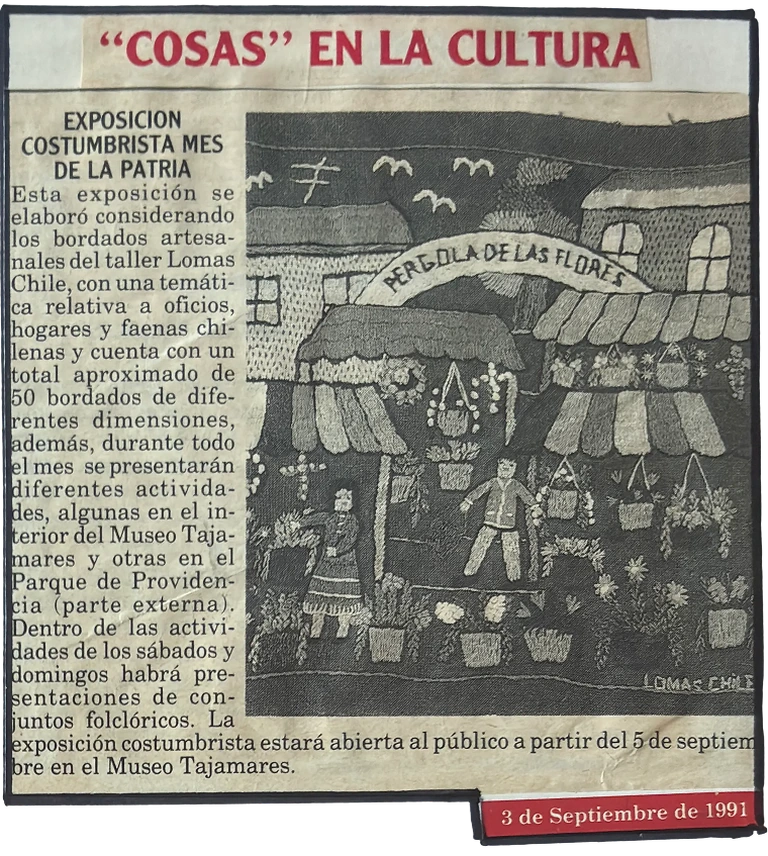 “COSAS” EN LA CULTURA
EXPOSICION
COSTUMBRISTA MES
DE LA PATRIA
Esta exposición se
elaboró considerando
los bordados artesa-
nales del taller Lomas
Chile, con una temáti-
ca relativa a oficios,
hogares y faenas chi-
lenas y cuenta con un
total aproximado de
50 bordados de dife-
rentes dimensiones,
además, durante todo
el mes se presentarán
diferentes activida-
des, algunas en el in-
terior del Museo Taja-
mares y otras en el
Parque de Providen-
cia (parte externa).
Dentro de las activi-
dades de los sábados y
domingos habrá pre-
sentaciones de con-
juntos folclóricos. La
exposición costumbrista estará abierta al público a partir del 5 de septiem
bre en el Museo Tajamares.
PERGOLA DE LAS FLORES
LOMAS CHILE
3 de Septiembre de 1991